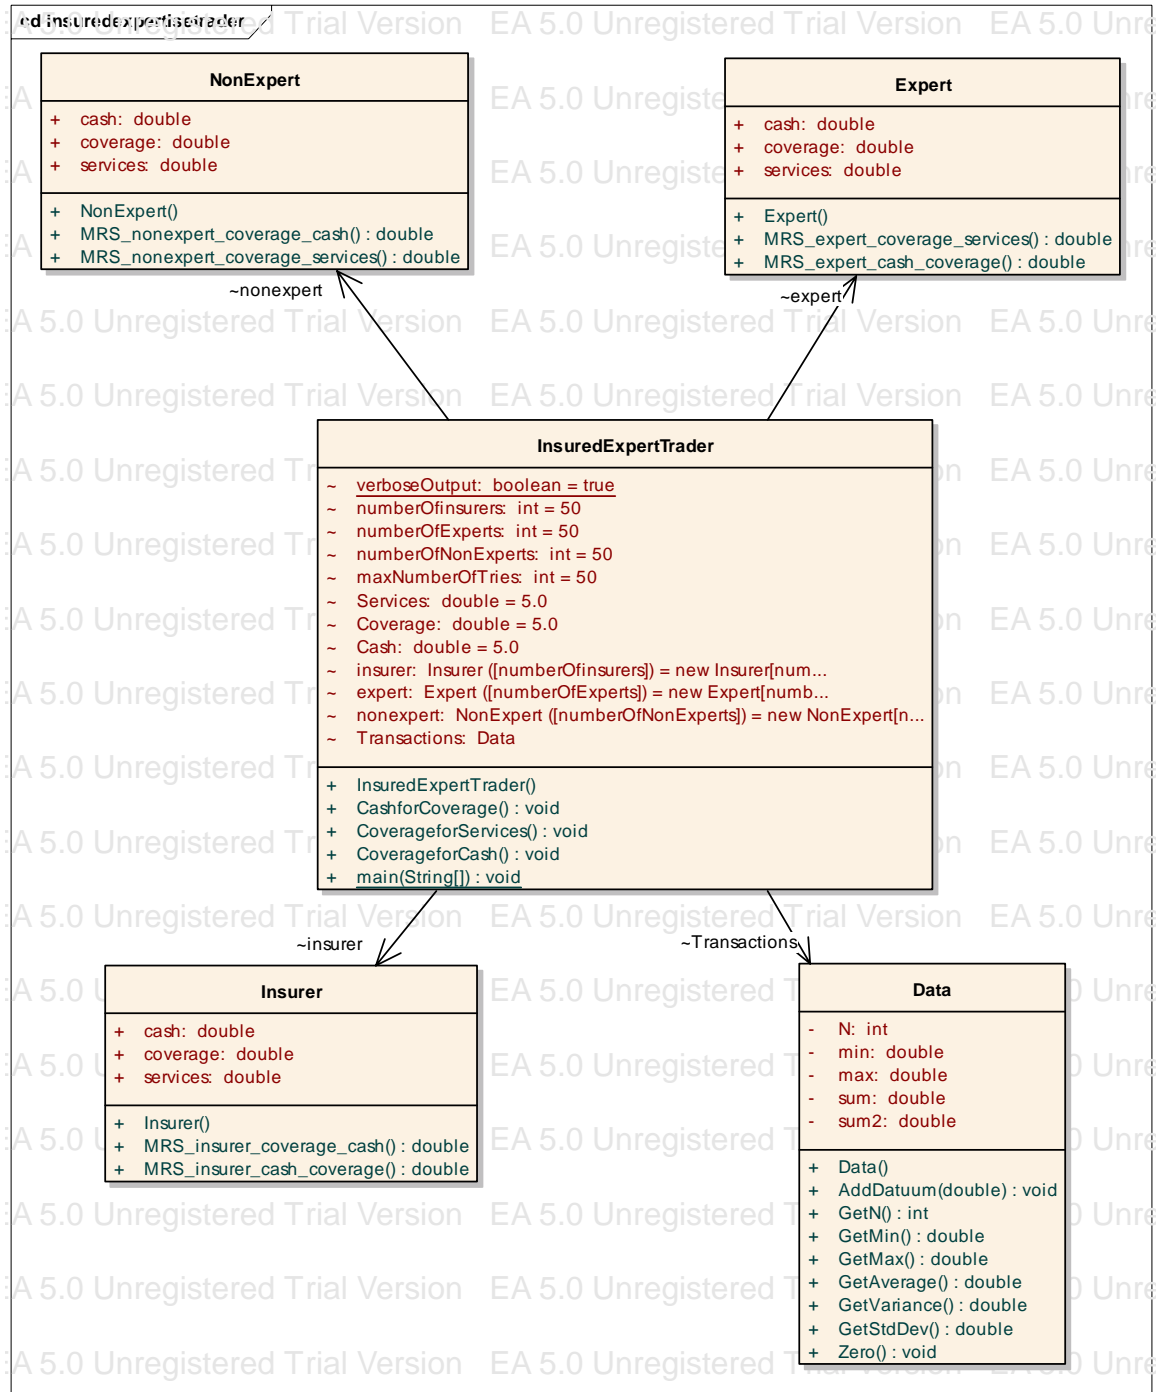 cd insuredexpertisetrader
NonExpert
+ cash: double
+ coverage: double
+ services: double
+ NonExpert()
+ MRS_nonexpert_coverage_cash() : double
+ MRS_nonexpert_coverage_services() : double
Expert
+ cash: double
+ coverage: double
+ services: double
+ Expert()
+ MRS_expert_coverage_services() : double
+ MRS_expert_cash_coverage() : double
~nonexpert
~expert
InsuredExpertTrader
~ verboseOutput: boolean = true
~ numberOfinsurers: int = 50
~ numberOfExperts: int = 50
~ numberOfNonExperts: int = 50
~ maxNumberOfTries: int = 50
~ Services: double = 5.0
~ Coverage: double = 5.0
~ Cash: double = 5.0
~ insurer: Insurer ([numberOfinsurers]) = new Insurer[num...
~ expert: Expert ([numberOfExperts]) = new Expert[numb...
~ nonexpert: NonExpert ([numberOfNonExperts]) = new NonExpert[n...
~ Transactions: Data
+ InsuredExpertTrader()
+ CashforCoverage() : void
+ CoverageforServices() : void
+ CoverageforCash() : void
+ main(String[]) : void
~insurer
~Transactions
Insurer
+ cash: double
+ coverage: double
+ services: double
+ Insurer()
+ MRS_insurer_coverage_cash() : double
+ MRS_insurer_cash_coverage() : double
Data
- N: int
- min: double
- max: double
- sum: double
- sum2: double
+ Data()
+ AddDatuum(double) : void
+ GetN() : int
+ GetMin() : double
+ GetMax() : double
+ GetAverage() : double
+ GetVariance() : double
+ GetStdDev() : double
+ Zero() : void
EA 5.0 Unregistered Trial Version